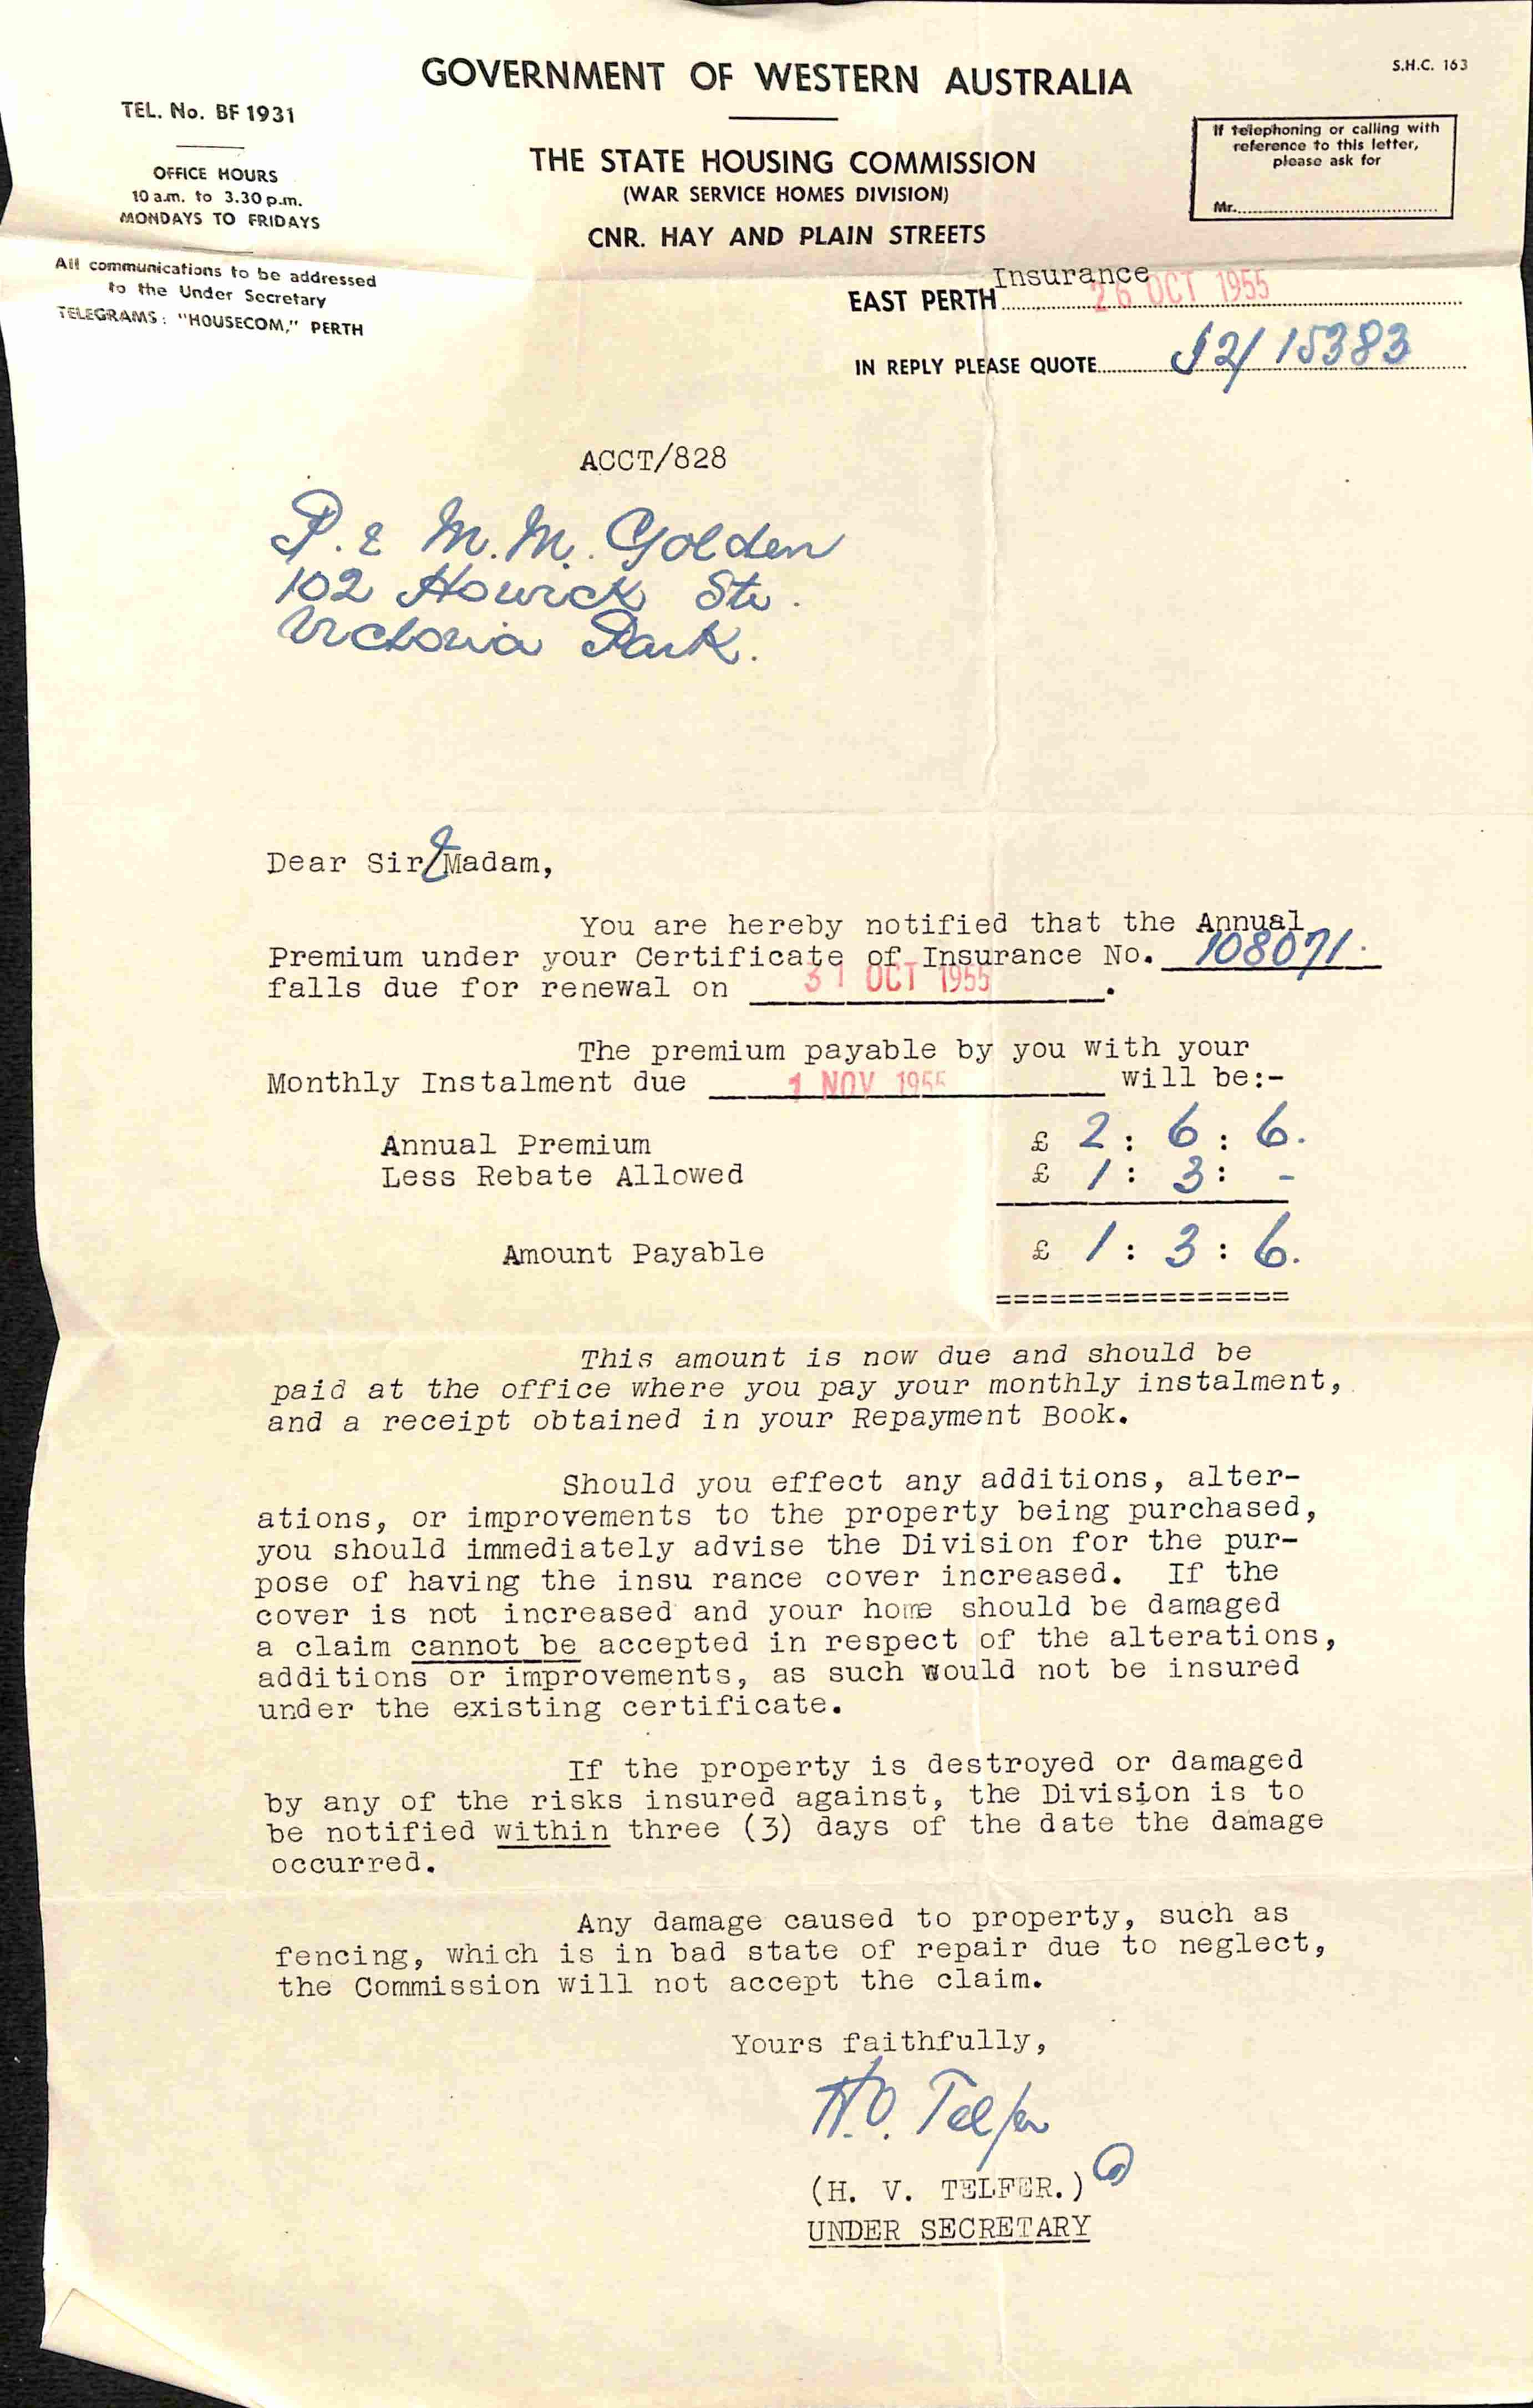 S.H.C. 163
GOVERNMENT OF WESTERN AUSTRALIA
TEL. No. BF 1931
OFFICE HOURS
10 a.m. to 3.30 p.m.
MONDAYS TO FRIDAYS
All communications to be addressed
to the Under Secretary
TELEGRAMS: "HOUSECOM," PERTH
THE STATE HOUSING COMMISSION
(WAR SERVICE HOMES DIVISION)
CNR. HAY AND PLAIN STREETS
If telephoning or calling with
reference to this letter,
please ask for
Mr.
Insurance
EAST PERTH 26 OCT 1955
IN REPLY PLEASE QUOTE J2/15383
ACCT/828
P. & M. M. Golden
102 Howick Str.
Victoria Park.
Dear Sir/& Madam,
You are hereby notified that the Annual
Premium under your Certificate of Insurance No. 108071.
falls due for renewal on 31 OCT 1955.
The premium payable by you with your
Monthly Instalment due 1 NOV 1955 will be:-
Annual Premium £ 2 : 6 : 6.
Less Rebate Allowed £ 1 : 3 : -
Amount Payable £ 1 : 3 : 6.
================
This amount is now due and should be
paid at the office where you pay your monthly instalment,
and a receipt obtained in your Repayment Book.
Should you effect any additions, alter-
ations, or improvements to the property being purchased,
you should immediately advise the Division for the pur-
pose of having the insu rance cover increased. If the
cover is not increased and your home should be damaged
a claim cannot be accepted in respect of the alterations,
additions or improvements, as such would not be insured
under the existing certificate.
If the property is destroyed or damaged
by any of the risks insured against, the Division is to
be notified within three (3) days of the date the damage
occurred.
Any damage caused to property, such as
fencing, which is in bad state of repair due to neglect,
the Commission will not accept the claim.
Yours faithfully,
H.V. Telfer
(H. V. TELFER.)
UNDER SECRETARY